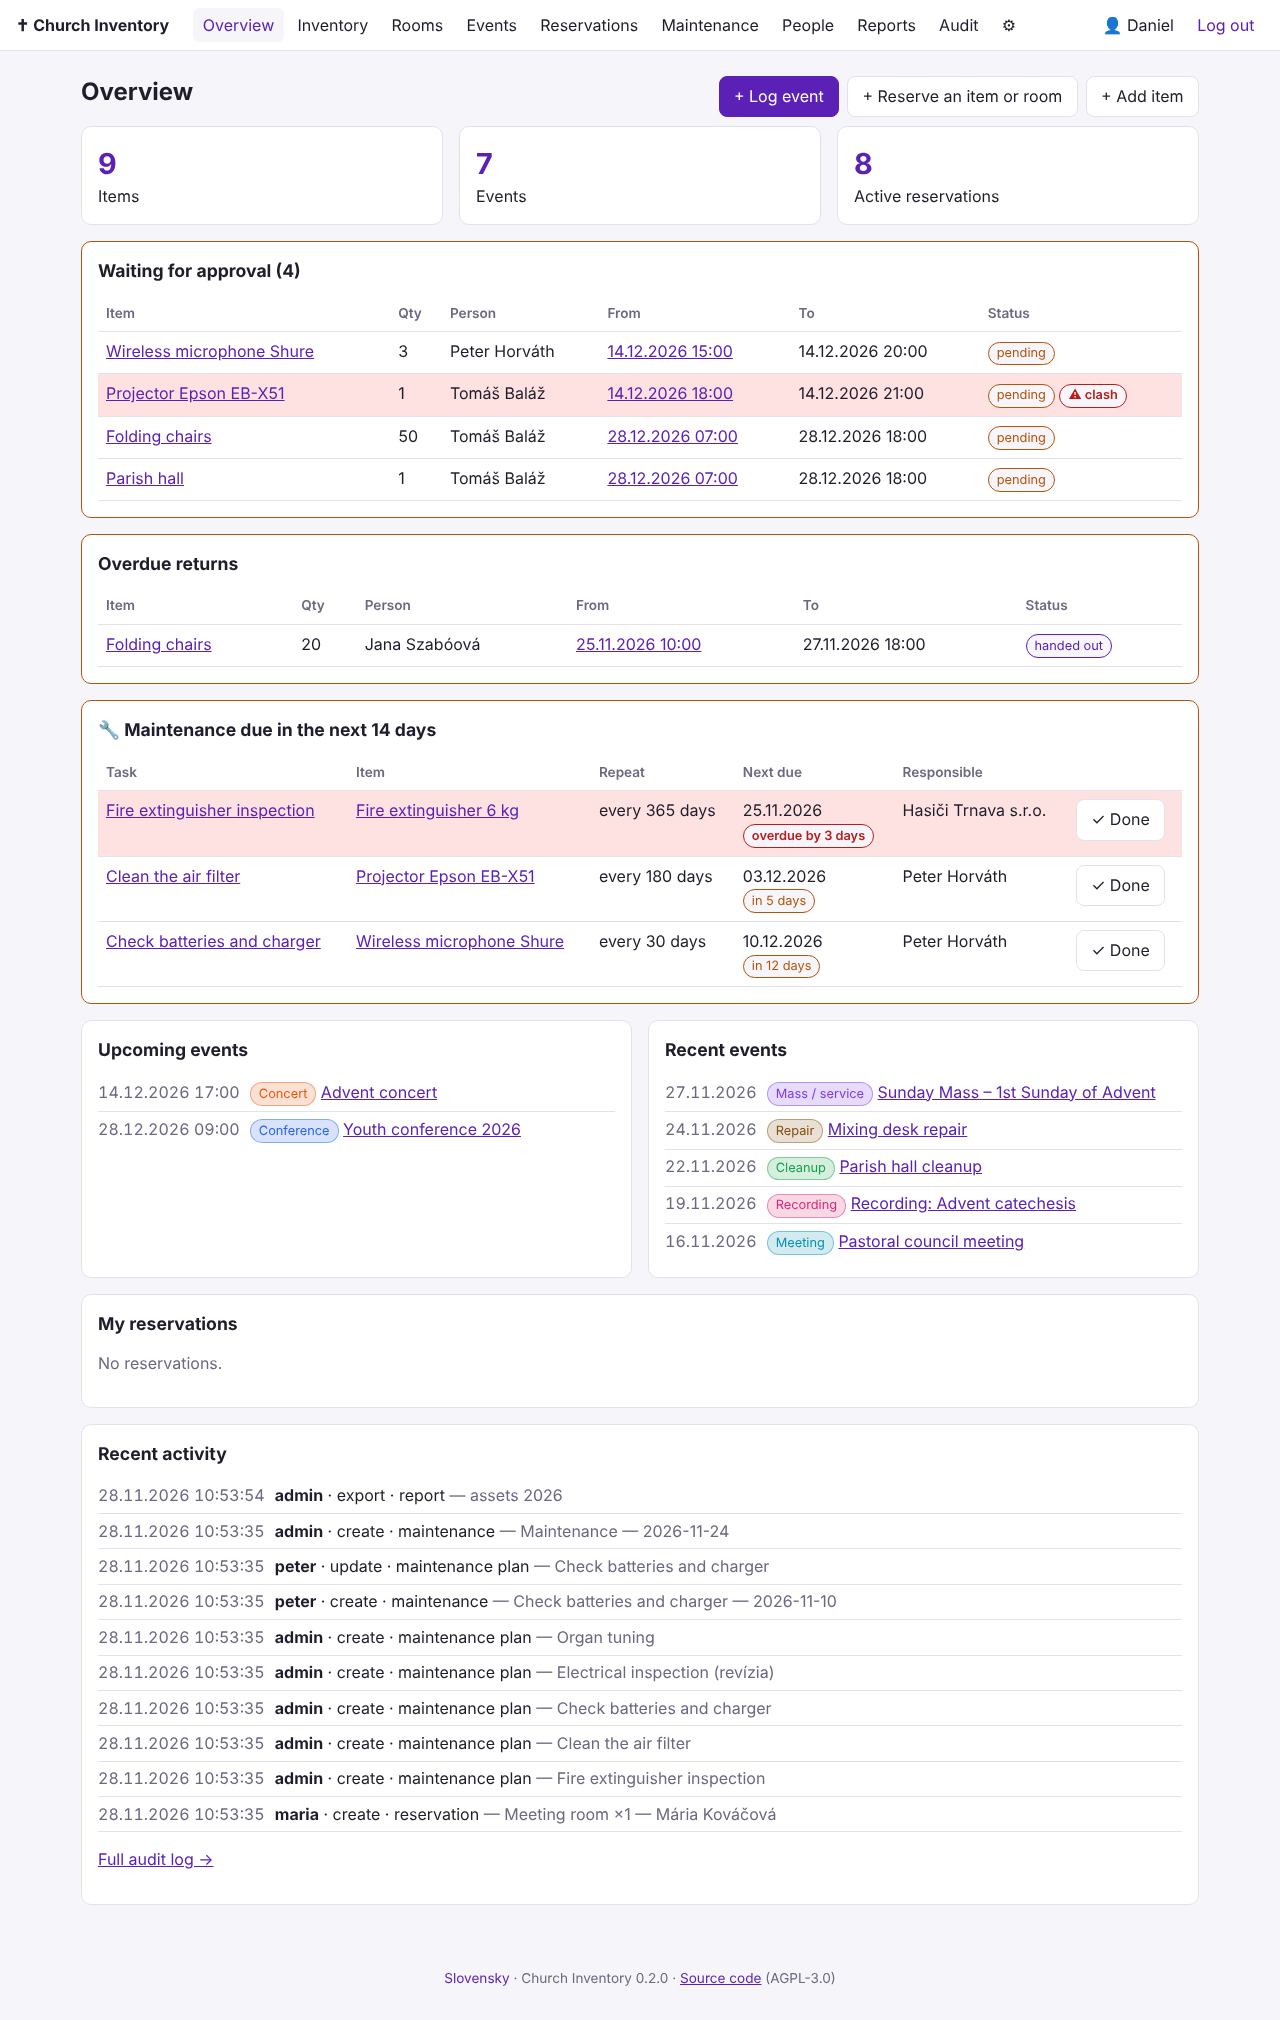 ✝ Church Inventory Overview Inventory Rooms Events Reservations Maintenance People Reports Audit ⚙ 👤 Daniel Log out
Overview
+ Log event + Reserve an item or room + Add item
9
Items
7
Events
8
Active reservations
Waiting for approval (4)
Item Qty Person From To Status
Wireless microphone Shure 3 Peter Horváth 14.12.2026 15:00 14.12.2026 20:00 pending
Projector Epson EB-X51 1 Tomáš Baláž 14.12.2026 18:00 14.12.2026 21:00 pending ⚠ clash
Folding chairs 50 Tomáš Baláž 28.12.2026 07:00 28.12.2026 18:00 pending
Parish hall 1 Tomáš Baláž 28.12.2026 07:00 28.12.2026 18:00 pending
Overdue returns
Item Qty Person From To Status
Folding chairs 20 Jana Szabóová 25.11.2026 10:00 27.11.2026 18:00 handed out
🔧 Maintenance due in the next 14 days
Task Item Repeat Next due Responsible
Fire extinguisher inspection Fire extinguisher 6 kg every 365 days 25.11.2026 Hasiči Trnava s.r.o. ✓ Done
overdue by 3 days
Clean the air filter Projector Epson EB-X51 every 180 days 03.12.2026 Peter Horváth ✓ Done
in 5 days
Check batteries and charger Wireless microphone Shure every 30 days 10.12.2026 Peter Horváth ✓ Done
in 12 days
Upcoming events
14.12.2026 17:00 Concert Advent concert
28.12.2026 09:00 Conference Youth conference 2026
Recent events
27.11.2026 Mass / service Sunday Mass – 1st Sunday of Advent
24.11.2026 Repair Mixing desk repair
22.11.2026 Cleanup Parish hall cleanup
19.11.2026 Recording Recording: Advent catechesis
16.11.2026 Meeting Pastoral council meeting
My reservations
No reservations.
Recent activity
28.11.2026 10:53:54 admin · export · report — assets 2026
28.11.2026 10:53:35 admin · create · maintenance — Maintenance — 2026-11-24
28.11.2026 10:53:35 peter · update · maintenance plan — Check batteries and charger
28.11.2026 10:53:35 peter · create · maintenance — Check batteries and charger — 2026-11-10
28.11.2026 10:53:35 admin · create · maintenance plan — Organ tuning
28.11.2026 10:53:35 admin · create · maintenance plan — Electrical inspection (revízia)
28.11.2026 10:53:35 admin · create · maintenance plan — Check batteries and charger
28.11.2026 10:53:35 admin · create · maintenance plan — Clean the air filter
28.11.2026 10:53:35 admin · create · maintenance plan — Fire extinguisher inspection
28.11.2026 10:53:35 maria · create · reservation — Meeting room ×1 — Mária Kováčová
Full audit log →
Slovensky · Church Inventory 0.2.0 · Source code (AGPL-3.0)